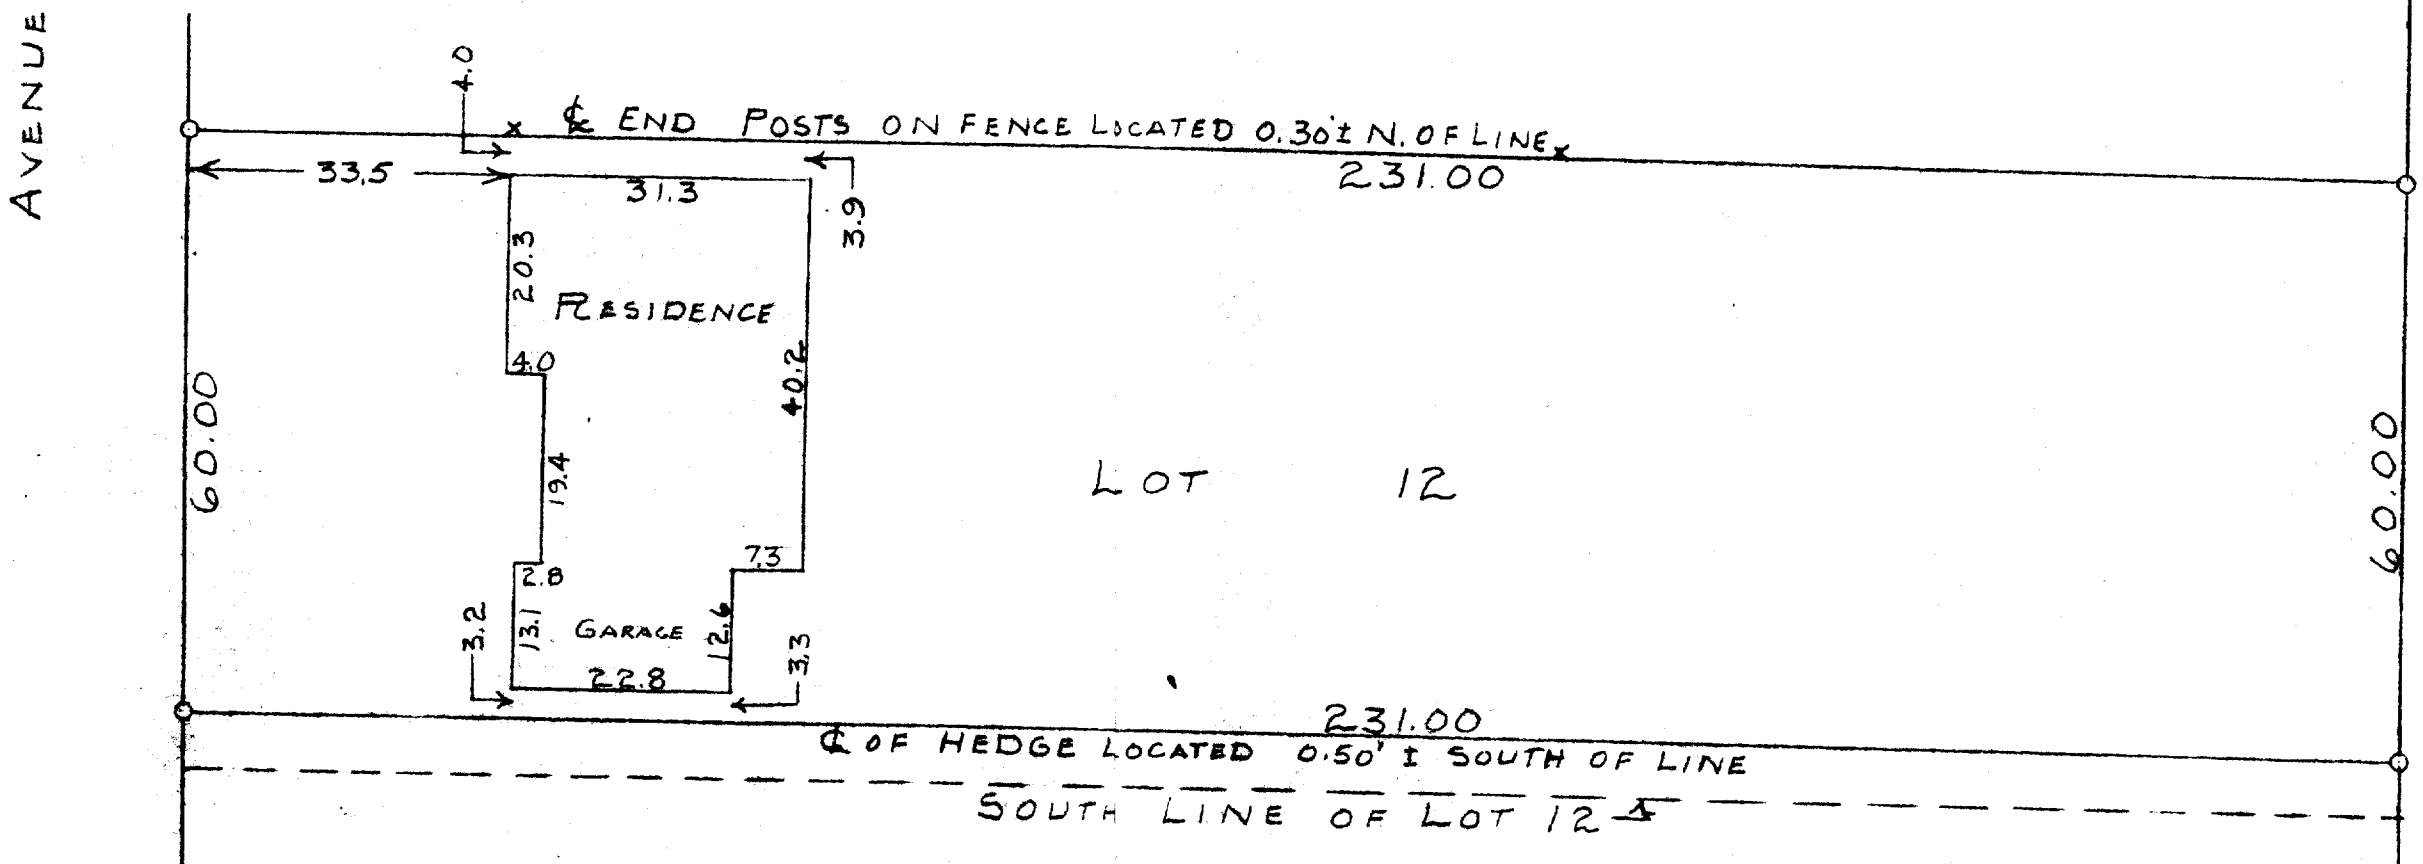 AVENUE
4.0
℄ END POSTS ON FENCE LOCATED 0.30'± N. OF LINE
33.5
31.3
231.00
3.9
20.3
RESIDENCE
4.0
40.2
60.00
19.4
LOT 12
60.00
7.3
2.8
3.2
13.1
GARAGE
12.6
3.3
22.8
231.00
℄ OF HEDGE LOCATED 0.50' ± SOUTH OF LINE
SOUTH LINE OF LOT 12